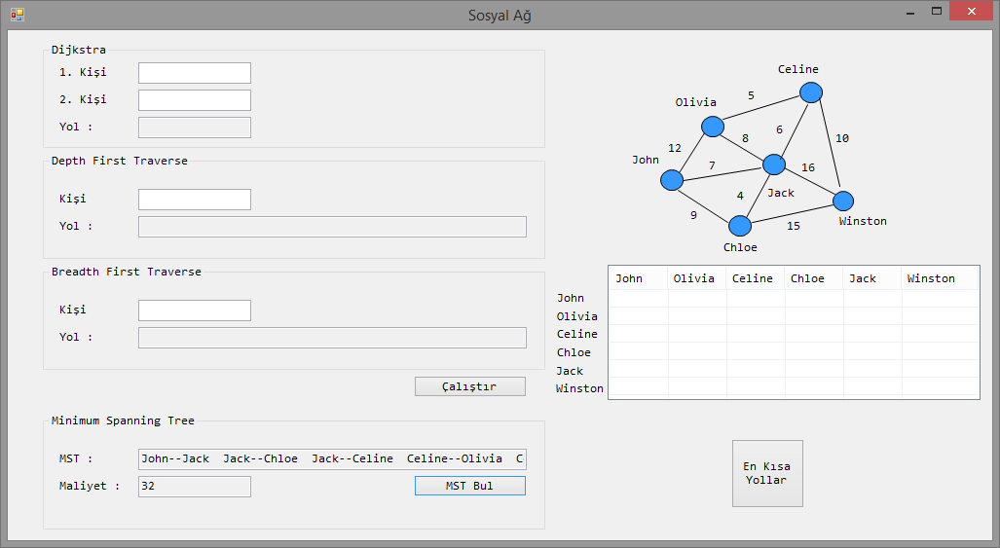 Sosyal Ağ
Dijkstra
1. Kişi
2. Kişi
Yol :
Depth First Traverse
Kişi
Yol :
Breadth First Traverse
Kişi
Yol :
Çalıştır
Minimum Spanning Tree
MST :
John--Jack Jack--Chloe Jack--Celine Celine--Olivia C
Maliyet :
32
MST Bul
Celine
5
Olivia
6
8
10
12
John
7
16
4
Jack
9
15
Winston
Chloe
John Olivia Celine Chloe Jack Winston
John
Olivia
Celine
Chloe
Jack
Winston
En Kısa
Yollar